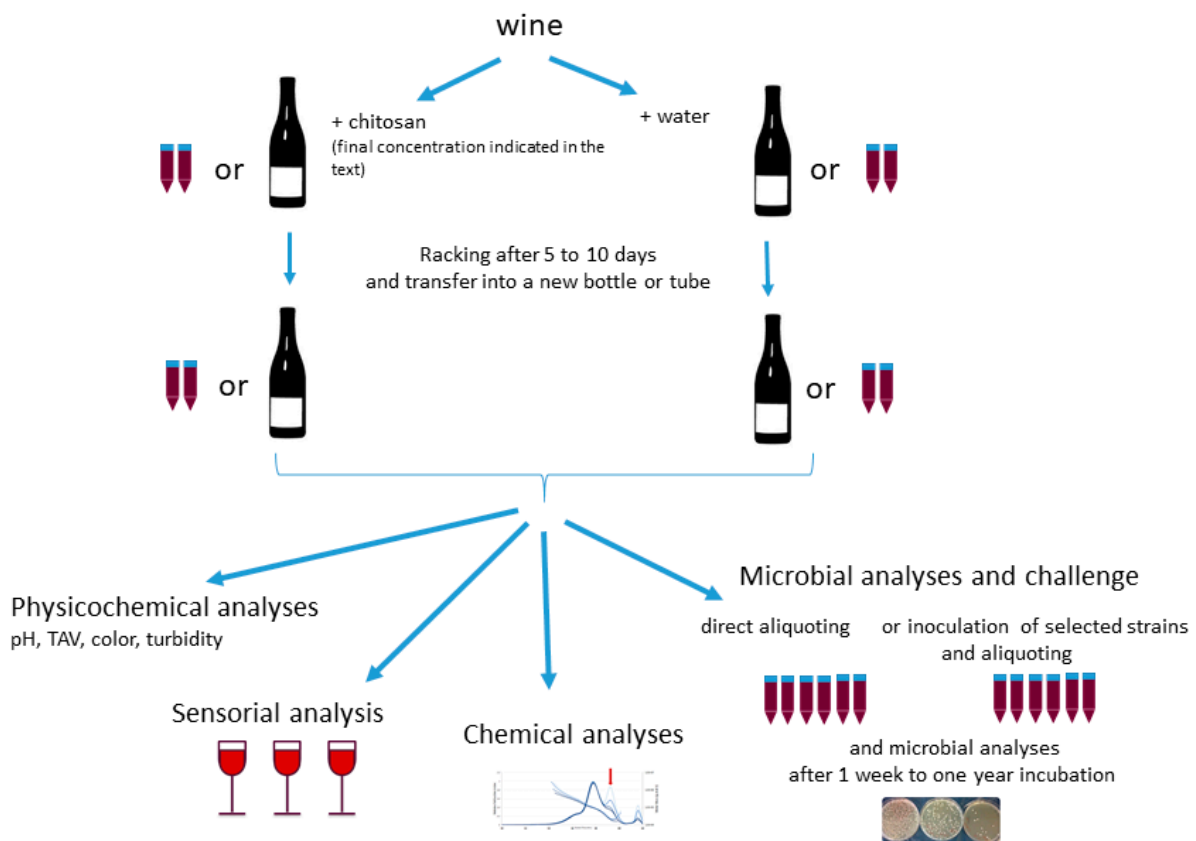 wine
+ chitosan
(final concentration indicated in the
text)
+ water
or
or
Racking after 5 to 10 days
and transfer into a new bottle or tube
or
or
Physicochemical analyses
pH, TAV, color, turbidity
Sensorial analysis
Chemical analyses
Microbial analyses and challenge
direct aliquoting
or inoculation of selected strains
and aliquoting
and microbial analyses
after 1 week to one year incubation